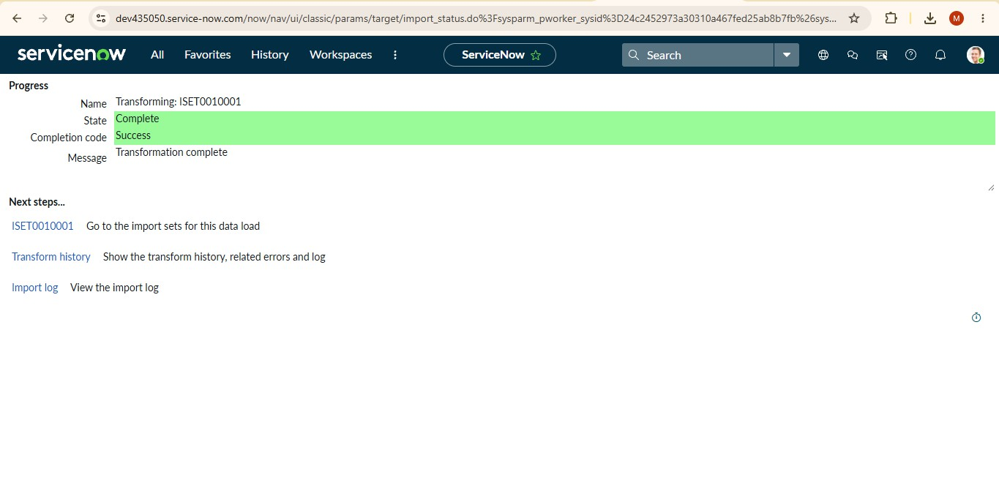 dev435050.service-now.com/now/nav/ui/classic/params/target/import_status.do%3Fsysparm_pworker_sysid%3D24c2452973a30310a467fed25ab8b7fb%26sys...
M
servicenow All Favorites History Workspaces ServiceNow Search
Progress
Name Transforming: ISET0010001
State Complete
Completion code Success
Message Transformation complete
Next steps...
ISET0010001 Go to the import sets for this data load
Transform history Show the transform history, related errors and log
Import log View the import log